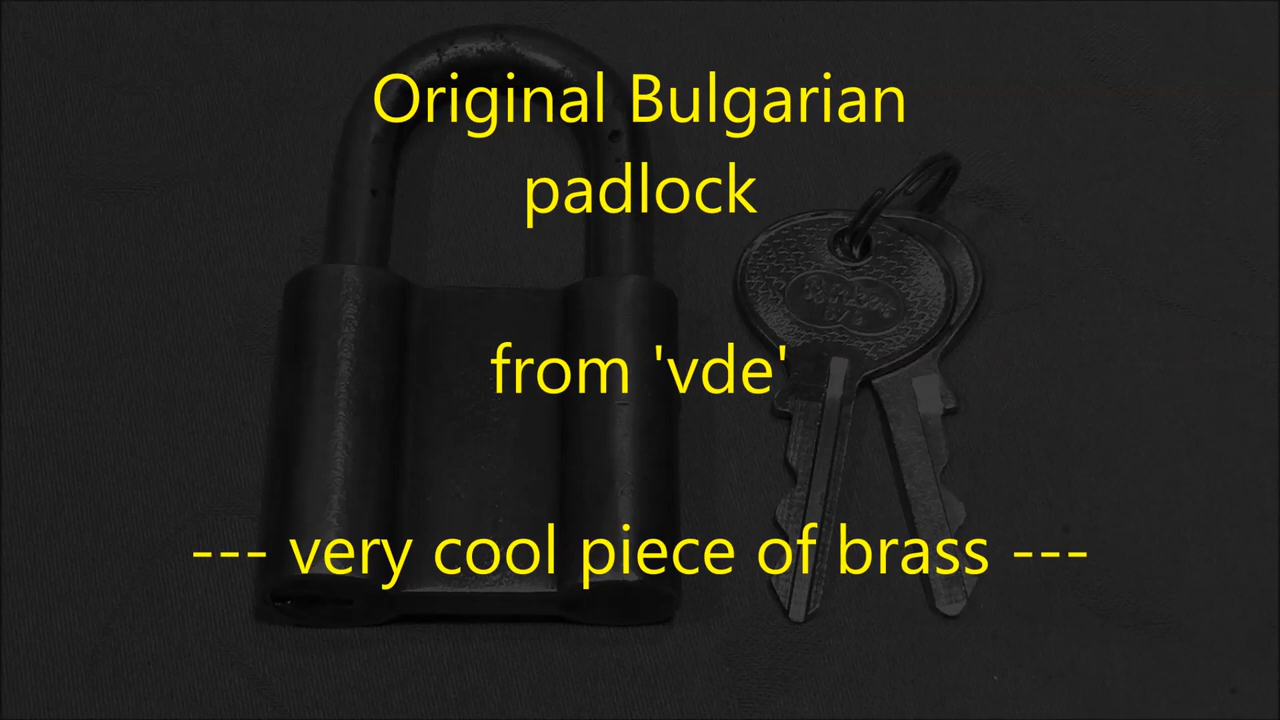 Original Bulgarian
padlock
from 'vde'
--- very cool piece of brass ---